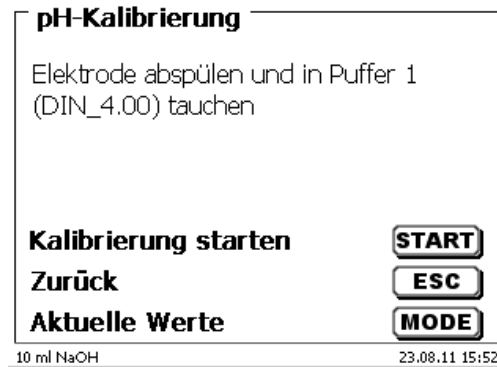 pH-Kalibrierung
Elektrode abspülen und in Puffer 1
(DIN_4.00) tauchen
Kalibrierung starten START
Zurück ESC
Aktuelle Werte MODE
10 ml NaOH 23.08.11 15:52